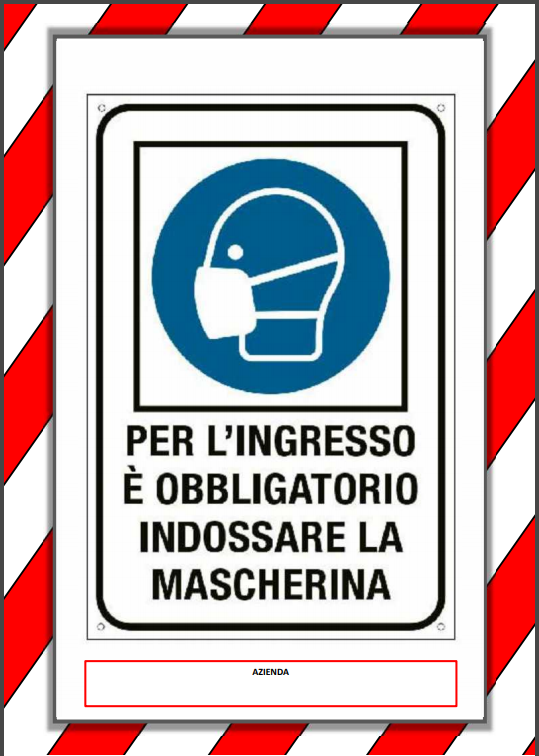 PER L'INGRESSO
È OBBLIGATORIO
INDOSSARE LA
MASCHERINA
AZIENDA